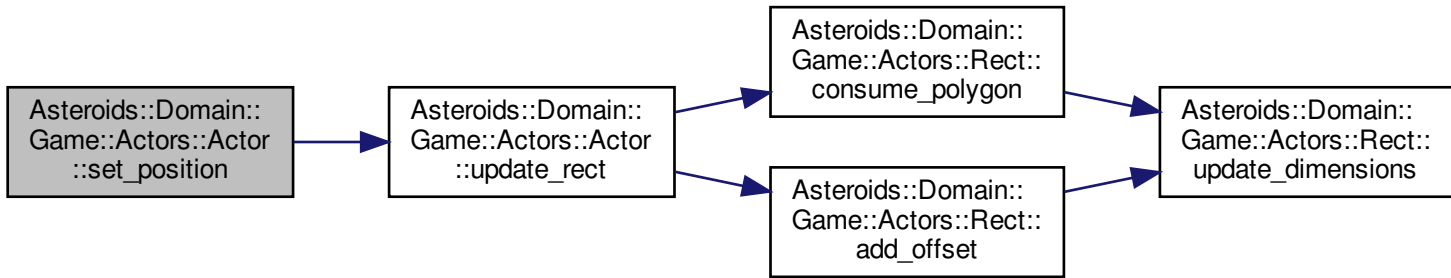 Asteroids::Domain::
Game::Actors::Actor
::set_position
Asteroids::Domain::
Game::Actors::Actor
::update_rect
Asteroids::Domain::
Game::Actors::Rect::
consume_polygon
Asteroids::Domain::
Game::Actors::Rect::
add_offset
Asteroids::Domain::
Game::Actors::Rect::
update_dimensions